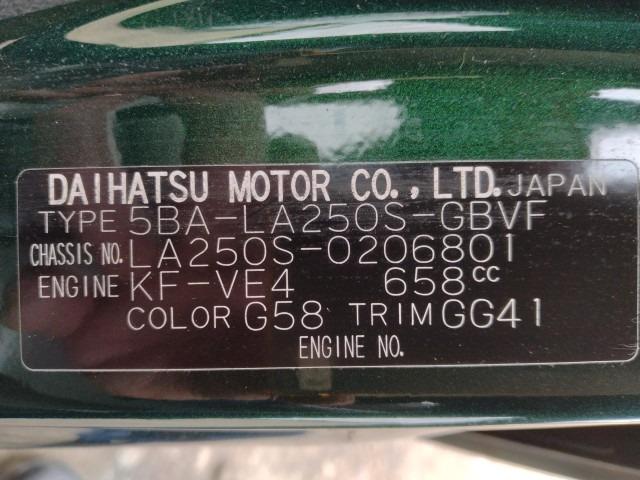 DAIHATSU MOTOR CO., LTD. JAPAN
TYPE 5BA-LA250S-GBVF
CHASSIS NO. LA250S-0206801
ENGINE KF-VE4 658cc
COLOR G58 TRIM GG41
ENGINE NO.